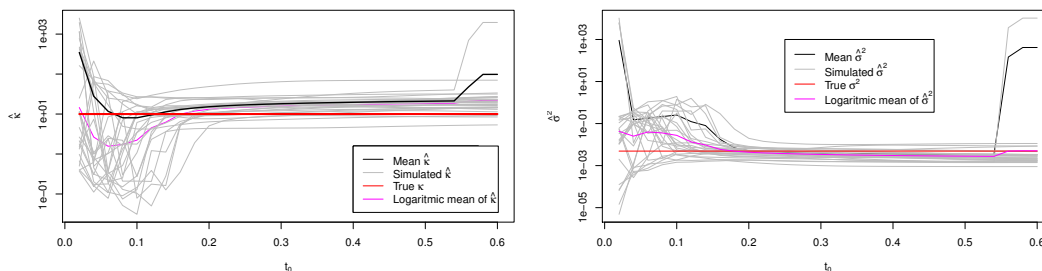 1e+03
1e+01
1e−01
κ̂
Mean κ̂
Simulated κ̂
True κ
Logaritmic mean of κ̂
0.0 0.1 0.2 0.3 0.4 0.5 0.6
t₀
1e+03
1e+01
1e−01
1e−03
1e−05
σ̂²
Mean σ̂²
Simulated σ̂²
True σ²
Logaritmic mean of σ̂²
0.0 0.1 0.2 0.3 0.4 0.5 0.6
t₀